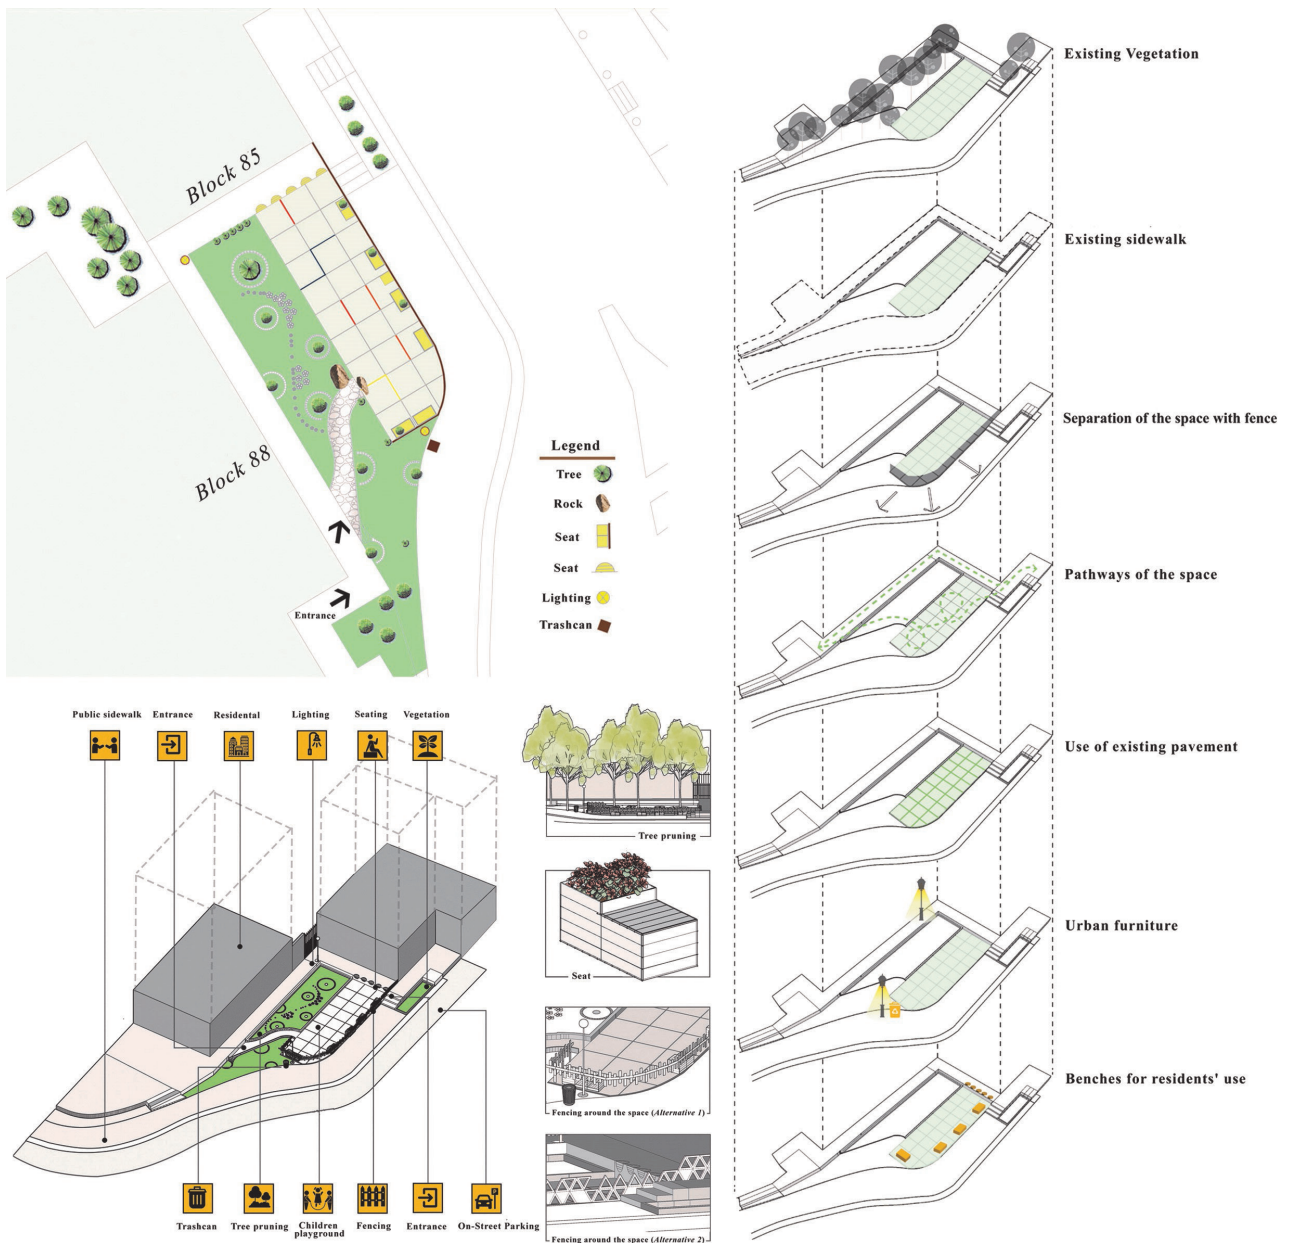 Block 85
Block 88
Entrance
Legend
Tree
Rock
Seat
Seat
Lighting
Trashcan
Public sidewalk
Entrance
Residental
Lighting
Seating
Vegetation
Trashcan
Tree pruning
Children
playground
Fencing
Entrance
On-Street Parking
P
Tree pruning
Seat
Fencing around the space (Alternative 1)
Fencing around the space (Alternative 2)
Existing Vegetation
Existing sidewalk
Separation of the space with fence
Pathways of the space
Use of existing pavement
Urban furniture
Benches for residents' use